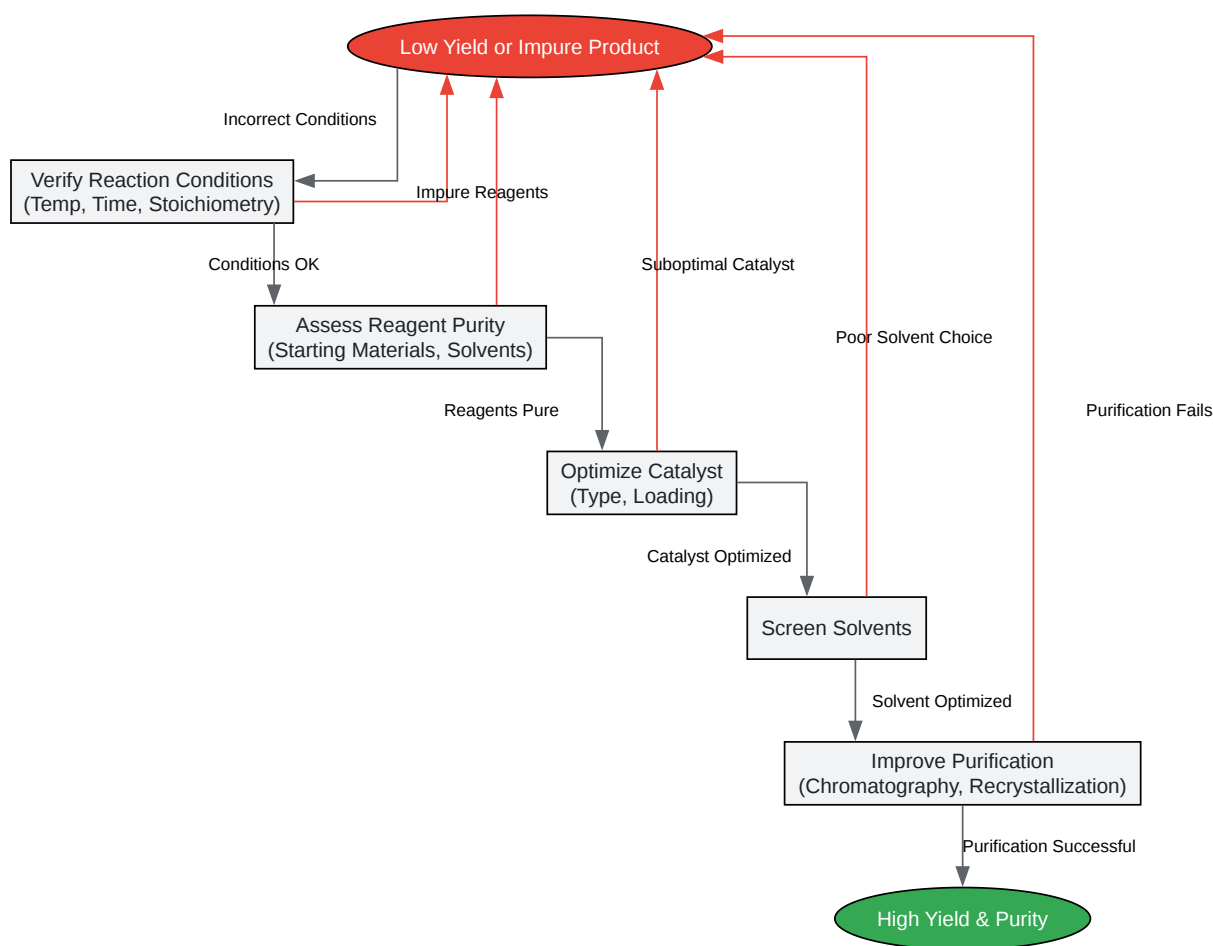 Low Yield or Impure Product
Incorrect Conditions
Verify Reaction Conditions
(Temp, Time, Stoichiometry)
Impure Reagents
Conditions OK
Suboptimal Catalyst
Assess Reagent Purity
(Starting Materials, Solvents)
Poor Solvent Choice
Reagents Pure
Purification Fails
Optimize Catalyst
(Type, Loading)
Catalyst Optimized
Screen Solvents
Solvent Optimized
Improve Purification
(Chromatography, Recrystallization)
Purification Successful
High Yield & Purity